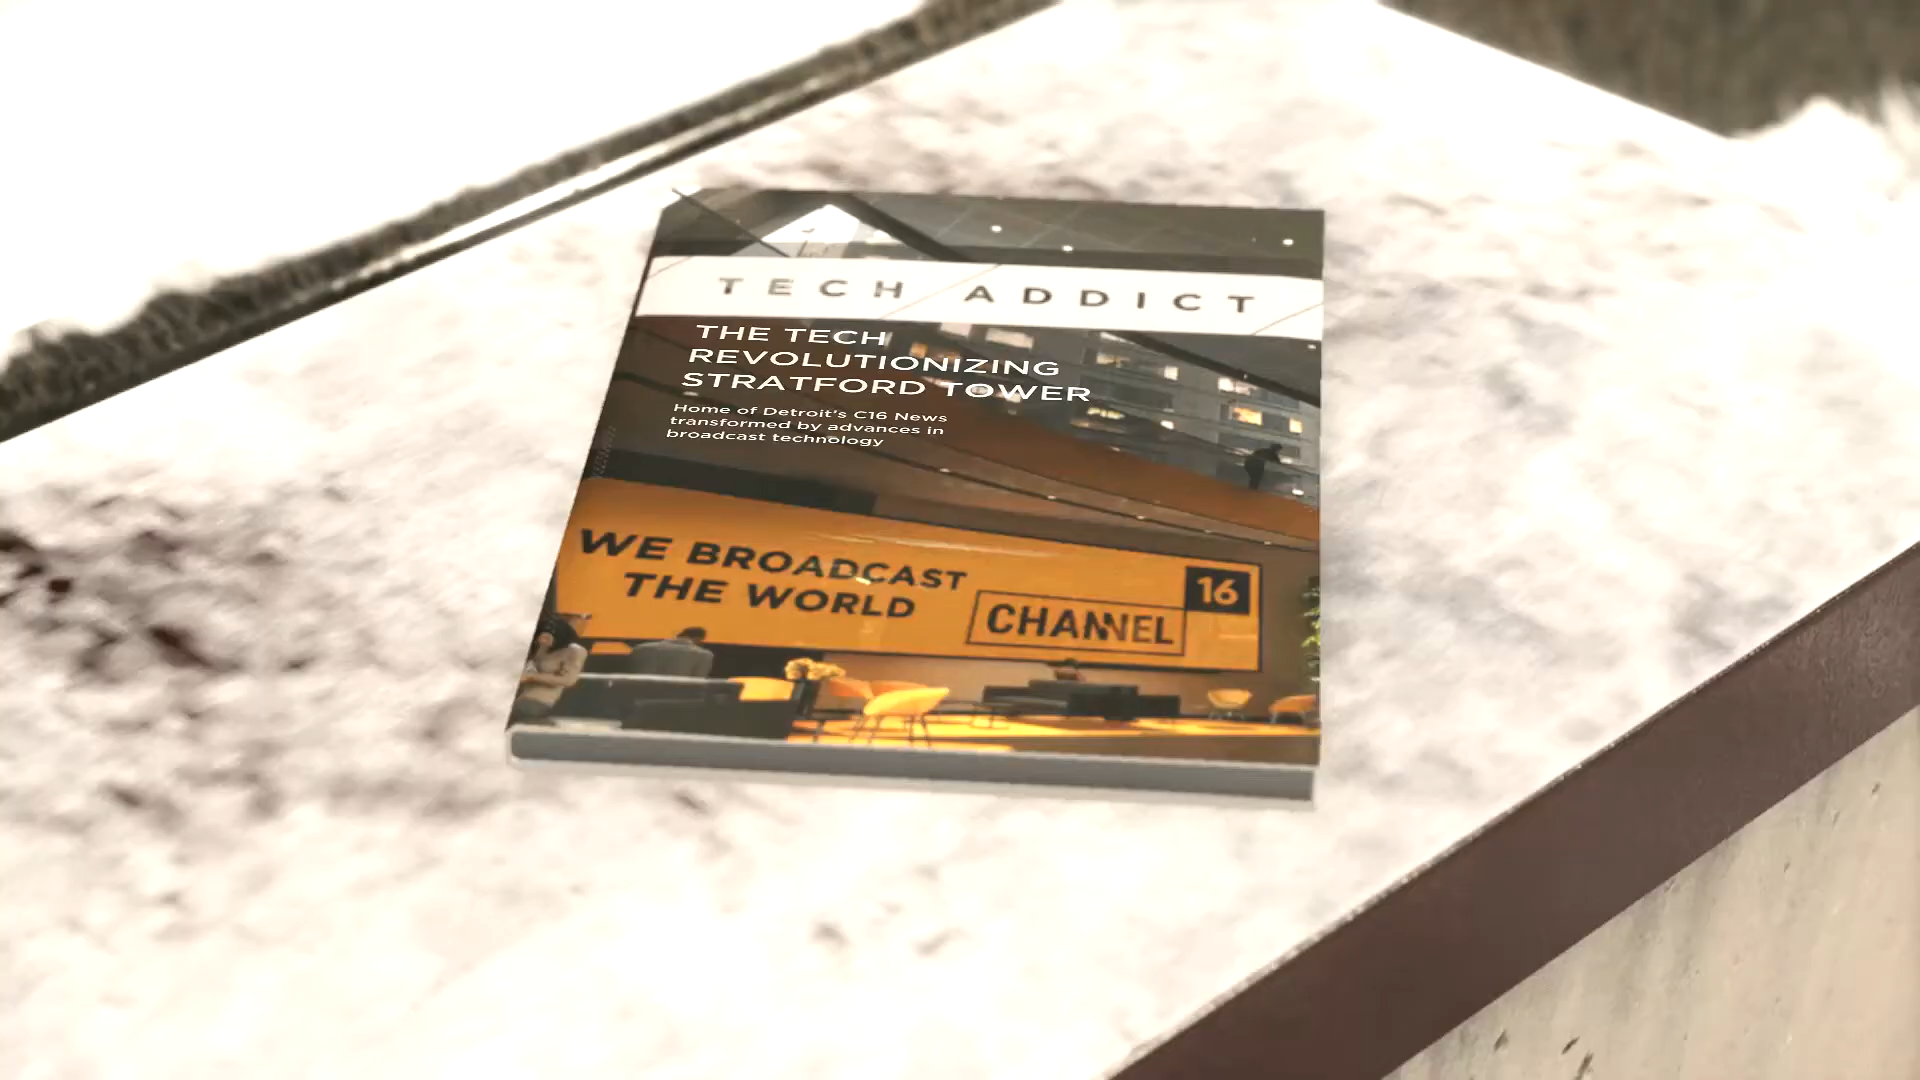 TECH ADDICT
THE TECH
REVOLUTIONIZING
STRATFORD TOWER
Home of Detroit's C16 News
transformed by advances in
broadcast technology
WE BROADCAST
THE WORLD
16
CHANNEL